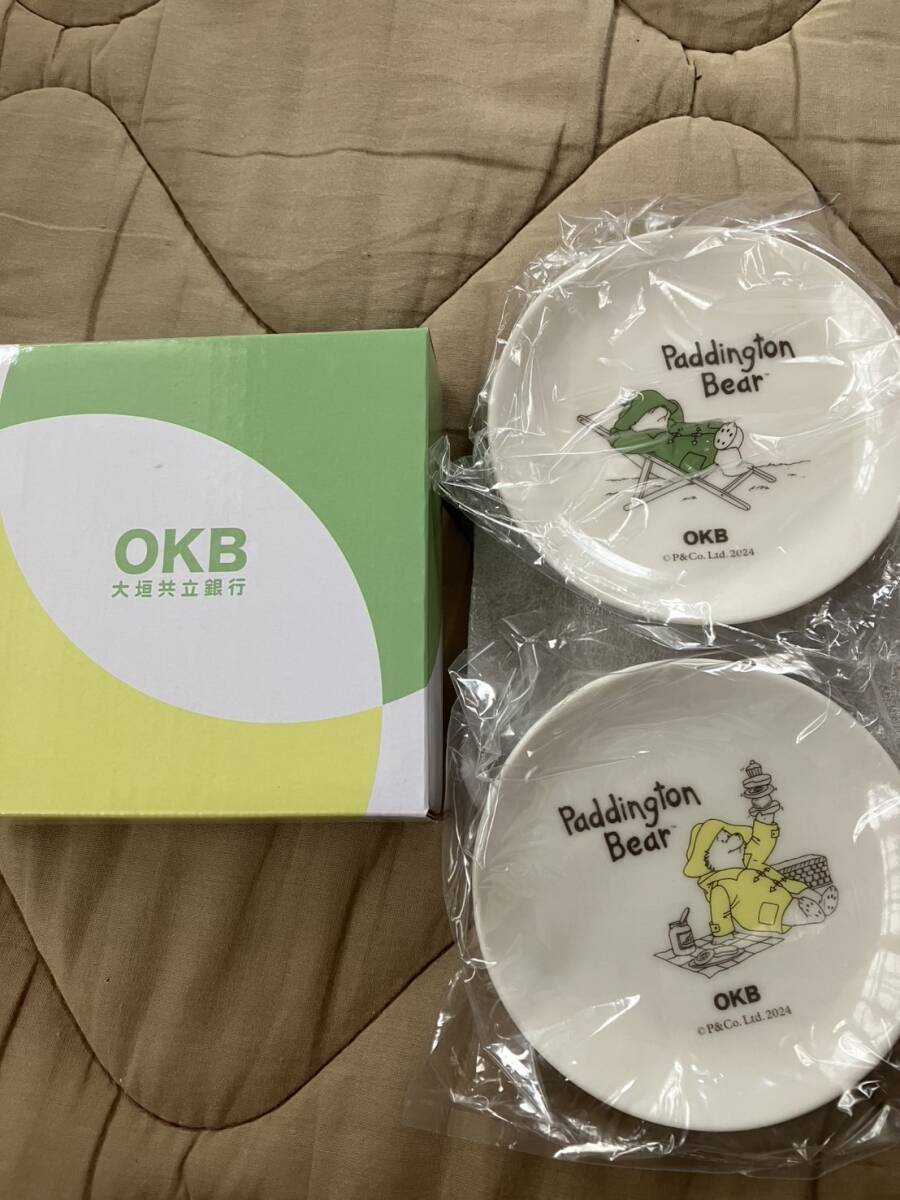 OKB
大垣共立銀行
Paddington
Bear™
OKB
©P&Co. Ltd. 2024
Paddington
Bear™
OKB
©P&Co. Ltd. 2024